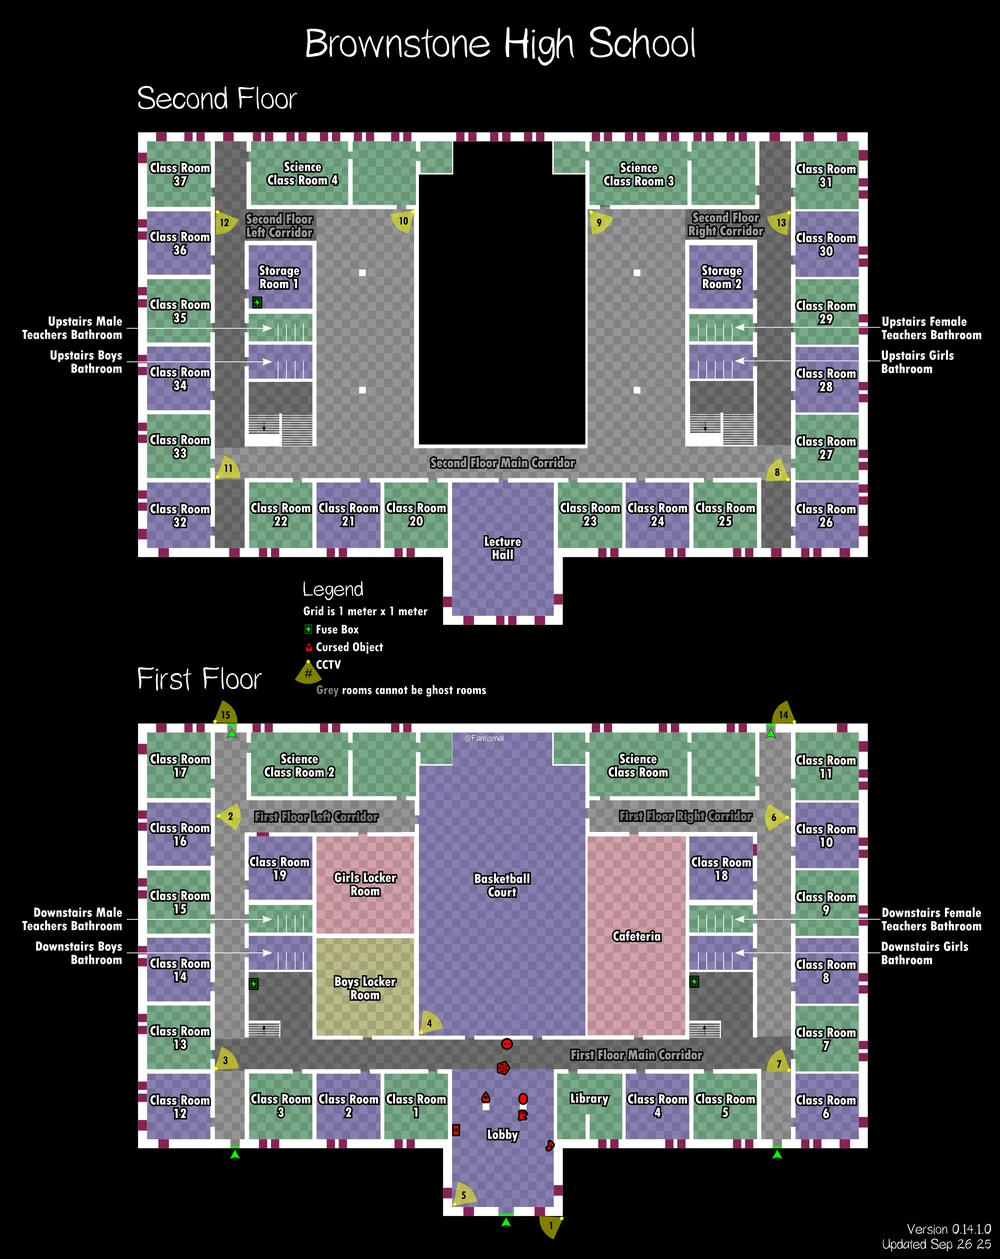 Brownstone High School
Second Floor
Class Room
37
Science
Class Room 4
Science
Class Room 3
Class Room
31
12
Second Floor
Left Corridor
10
9
Second Floor
Right Corridor
13
Class Room
36
Class Room
30
Storage
Room 1
Storage
Room 2
Class Room
35
Class Room
29
Upstairs Male
Teachers Bathroom
Upstairs Female
Teachers Bathroom
Upstairs Boys
Bathroom
Upstairs Girls
Bathroom
Class Room
34
Class Room
28
Class Room
33
Class Room
27
11
Second Floor Main Corridor
8
Class Room
32
Class Room
22
Class Room
21
Class Room
20
Lecture
Hall
Class Room
23
Class Room
24
Class Room
25
Class Room
26
Legend
Grid is 1 meter x 1 meter
Fuse Box
Cursed Object
CCTV
#
Grey rooms cannot be ghost rooms
First Floor
15
14
@Fantismal
Class Room
17
Science
Class Room 2
Science
Class Room
Class Room
11
2
First Floor Left Corridor
First Floor Right Corridor
6
Class Room
16
Class Room
10
Class Room
19
Girls Locker
Room
Basketball
Court
Class Room
18
Class Room
15
Class Room
9
Downstairs Male
Teachers Bathroom
Downstairs Female
Teachers Bathroom
Cafeteria
Downstairs Boys
Bathroom
Downstairs Girls
Bathroom
Class Room
14
Class Room
8
Boys Locker
Room
4
Class Room
13
Class Room
7
3
First Floor Main Corridor
7
Class Room
12
Class Room
3
Class Room
2
Class Room
1
Lobby
Library
Class Room
4
Class Room
5
Class Room
6
5
1
Version 0.14.1.0
Updated Sep 26 25